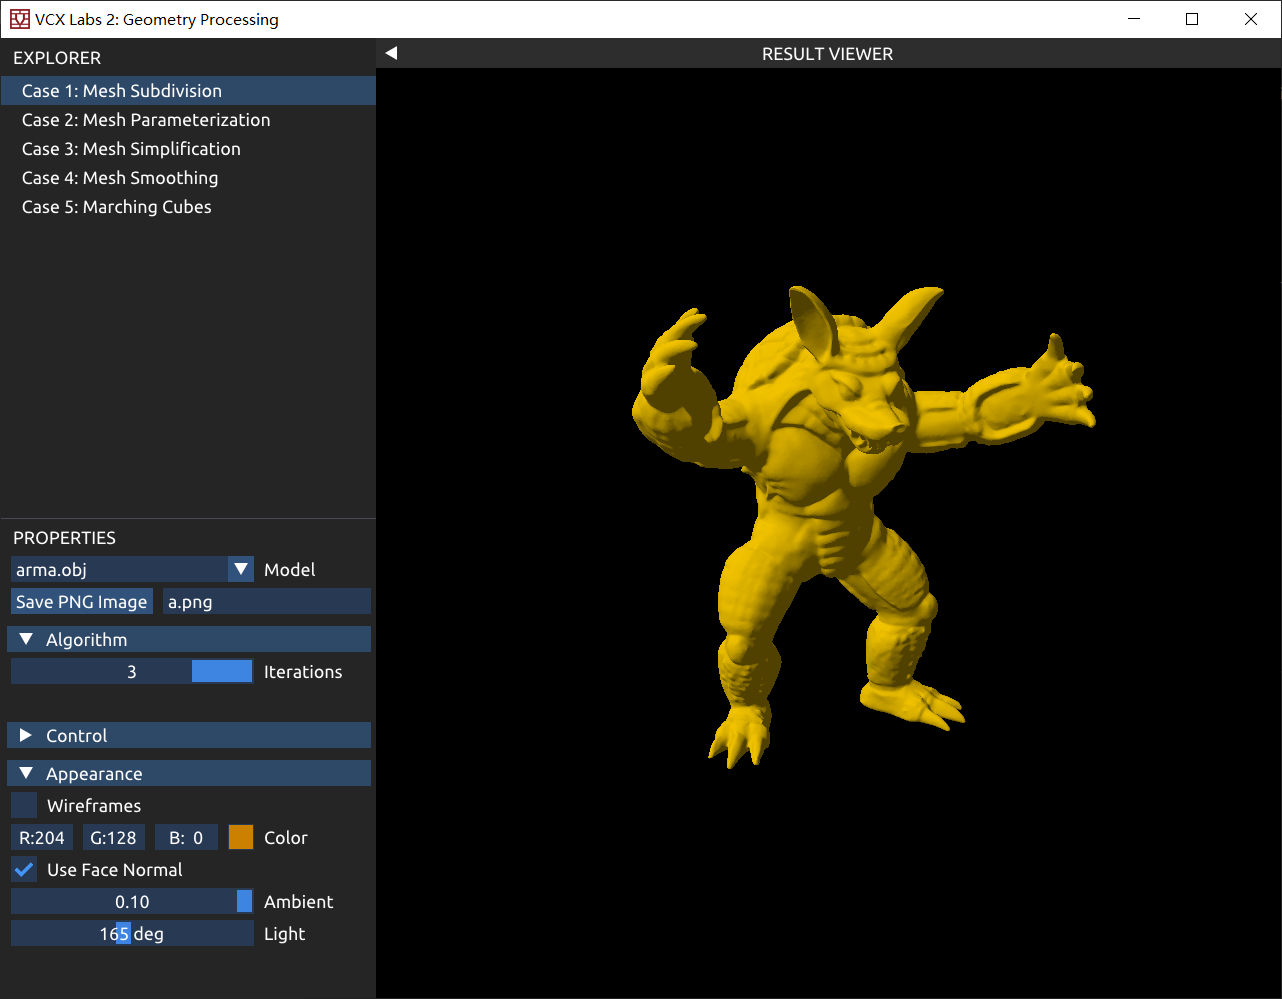 VCX Labs 2: Geometry Processing
EXPLORER
RESULT VIEWER
Case 1: Mesh Subdivision
Case 2: Mesh Parameterization
Case 3: Mesh Simplification
Case 4: Mesh Smoothing
Case 5: Marching Cubes
PROPERTIES
arma.obj Model
Save PNG Image a.png
Algorithm
3 Iterations
Control
Appearance
Wireframes
R:204 G:128 B: 0 Color
Use Face Normal
0.10 Ambient
165 deg Light